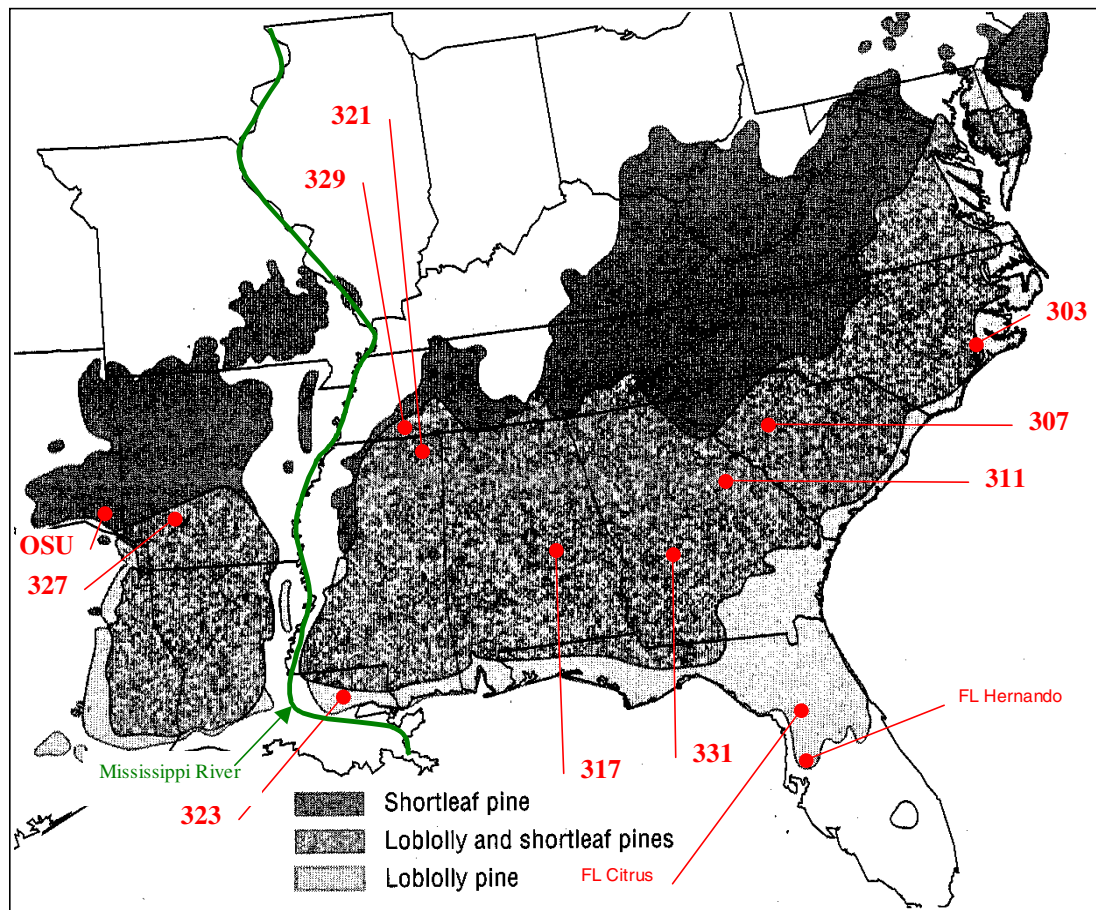 321
329
303
307
311
OSU
327
FL Hernando
Mississippi River
317
331
323
Shortleaf pine
Loblolly and shortleaf pines
Loblolly pine
FL Citrus